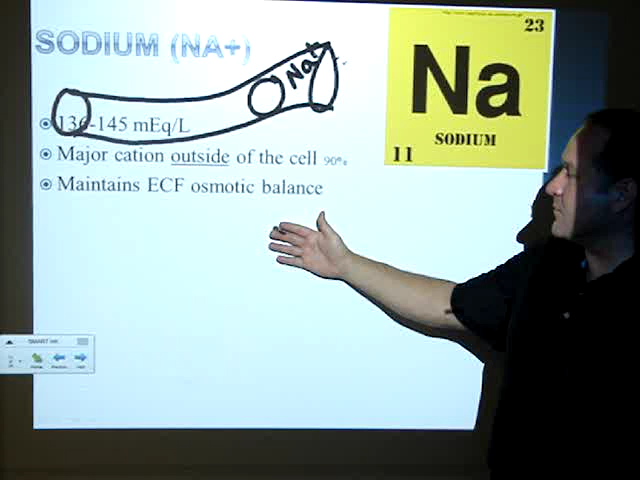 SODIUM (NA+)
136-145 mEq/L
Major cation outside of the cell 90%
Maintains ECF osmotic balance
Na+
23
Na
SODIUM
11
SMART Ink